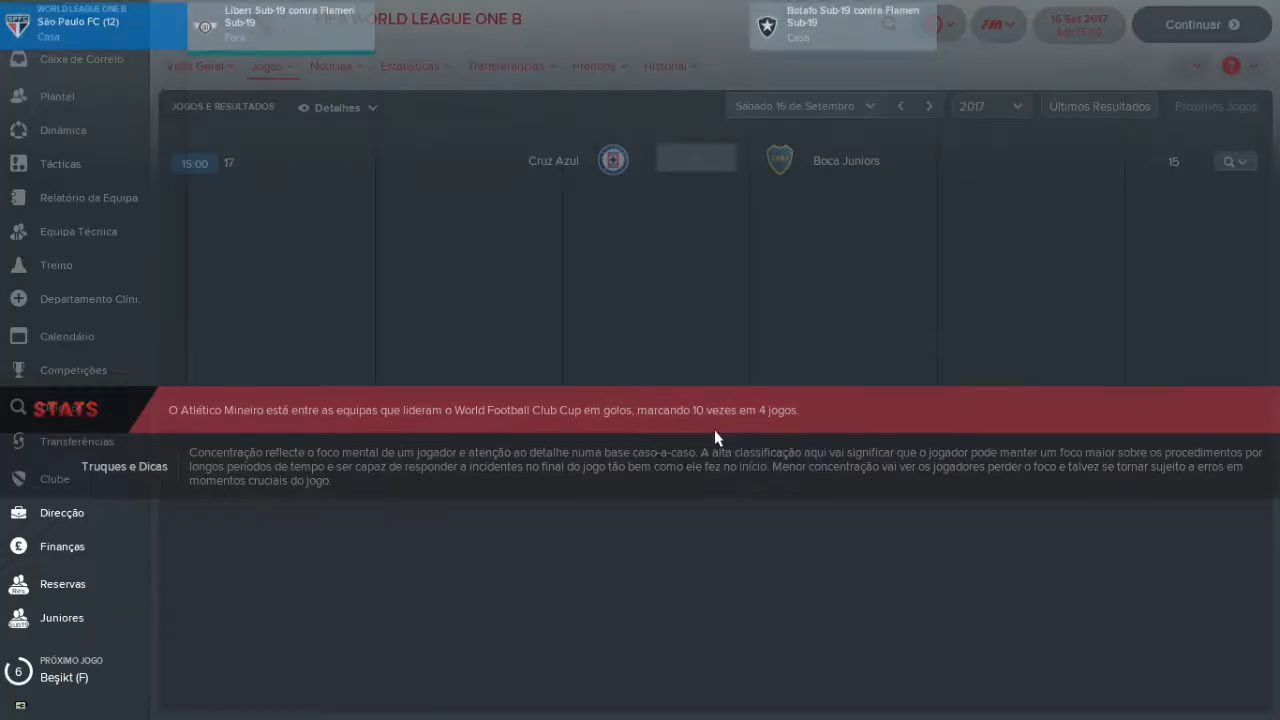 WORLD LEAGUE ONE B
São Paulo FC (12)
Casa
Libert Sub-19 contra Flamen
Sub-19
Fora
WORLD LEAGUE ONE B
Botafo Sub-19 contra Flamen
Sub-19
Casa
16 Set 2017
Sáb 15:00
Continuar
Caixa de Correio
Visão Geral
Jogos
Notícias
Estatísticas
Transferências
Prémios
Historial
Plantel
JOGOS E RESULTADOS
Detalhes
Sábado 16 de Setembro
2017
Últimos Resultados
Próximos Jogos
Dinâmica
15:00 17
Cruz Azul
Boca Juniors
15
Tácticas
Relatório da Equipa
Equipa Técnica
Treino
Departamento Clíni.
Calendário
Competições
STATS
O Atlético Mineiro está entre as equipas que lideram o World Football Club Cup em golos, marcando 10 vezes em 4 jogos.
Transferências
Truques e Dicas
Concentração reflecte o foco mental de um jogador e atenção ao detalhe numa base caso-a-caso. A alta classificação aqui vai significar que o jogador pode manter um foco maior sobre os procedimentos por
longos períodos de tempo e ser capaz de responder a incidentes no final do jogo tão bem como ele fez no início. Menor concentração vai ver os jogadores perder o foco e talvez se tornar sujeito a erros em
momentos cruciais do jogo.
Clube
Direcção
Finanças
Reservas
Juniores
PRÓXIMO JOGO
6
Beşikt (F)